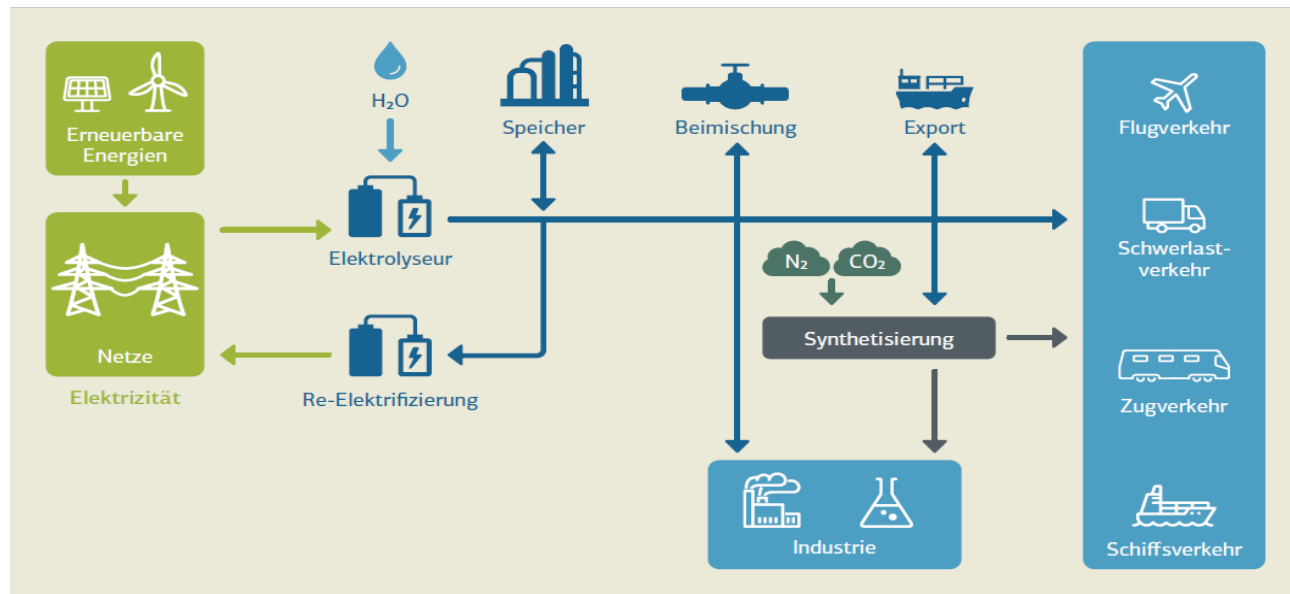 Erneuerbare
Energien
Netze
Elektrizität
H₂O
Elektrolyseur
Re-Elektrifizierung
Speicher
Beimischung
Export
N₂
CO₂
Synthetisierung
Industrie
Flugverkehr
Schwerlast-
verkehr
Zugverkehr
Schiffsverkehr